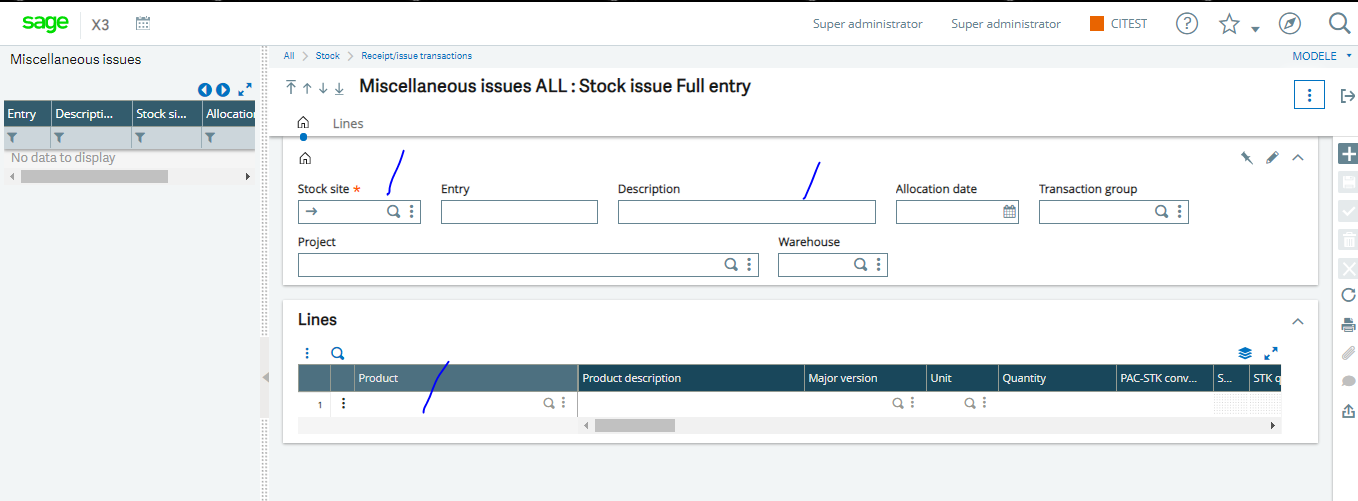 sage X3
Super administrator Super administrator CITEST
Miscellaneous issues
All Stock Receipt/issue transactions MODELE
Miscellaneous issues ALL : Stock issue Full entry
Lines
Entry Descripti... Stock si... Allocation
No data to display
Stock site * Entry Description Allocation date Transaction group
Project Warehouse
Lines
Product Product description Major version Unit Quantity PAC-STK conv... S... STK q
1